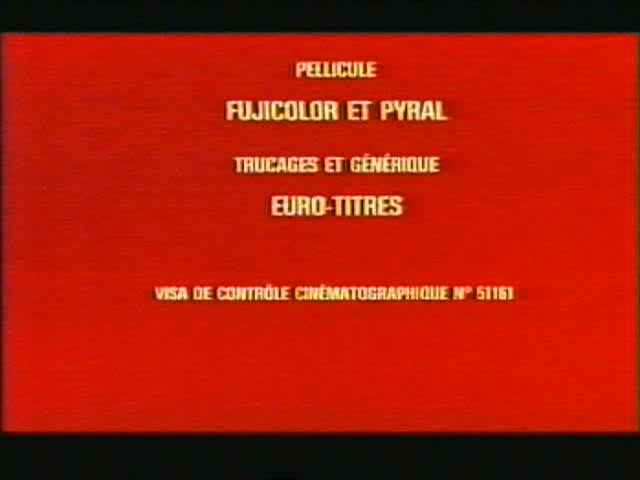 PELLICULE
FUJICOLOR ET PYRAL
TRUCAGES ET GÉNÉRIQUE
EURO-TITRES
VISA DE CONTRÔLE CINÉMATOGRAPHIQUE N° 51161